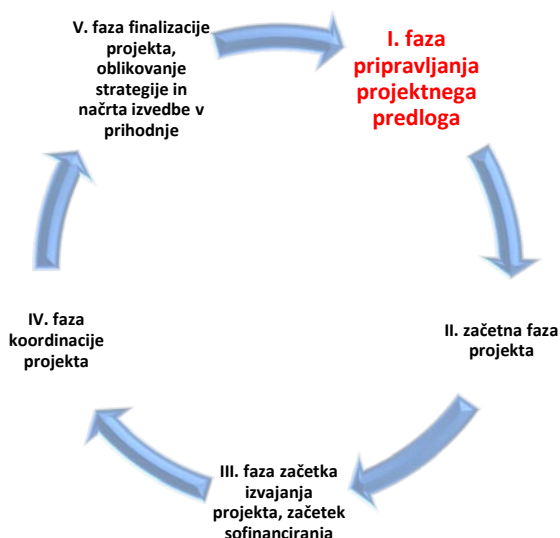 I. faza
pripravljanja
projektnega
predloga
II. začetna faza
projekta
III. faza začetka
izvajanja
projekta, začetek
sofinanciranja
IV. faza
koordinacije
projekta
V. faza finalizacije
projekta,
oblikovanje
strategije in
načrta izvedbe v
prihodnje